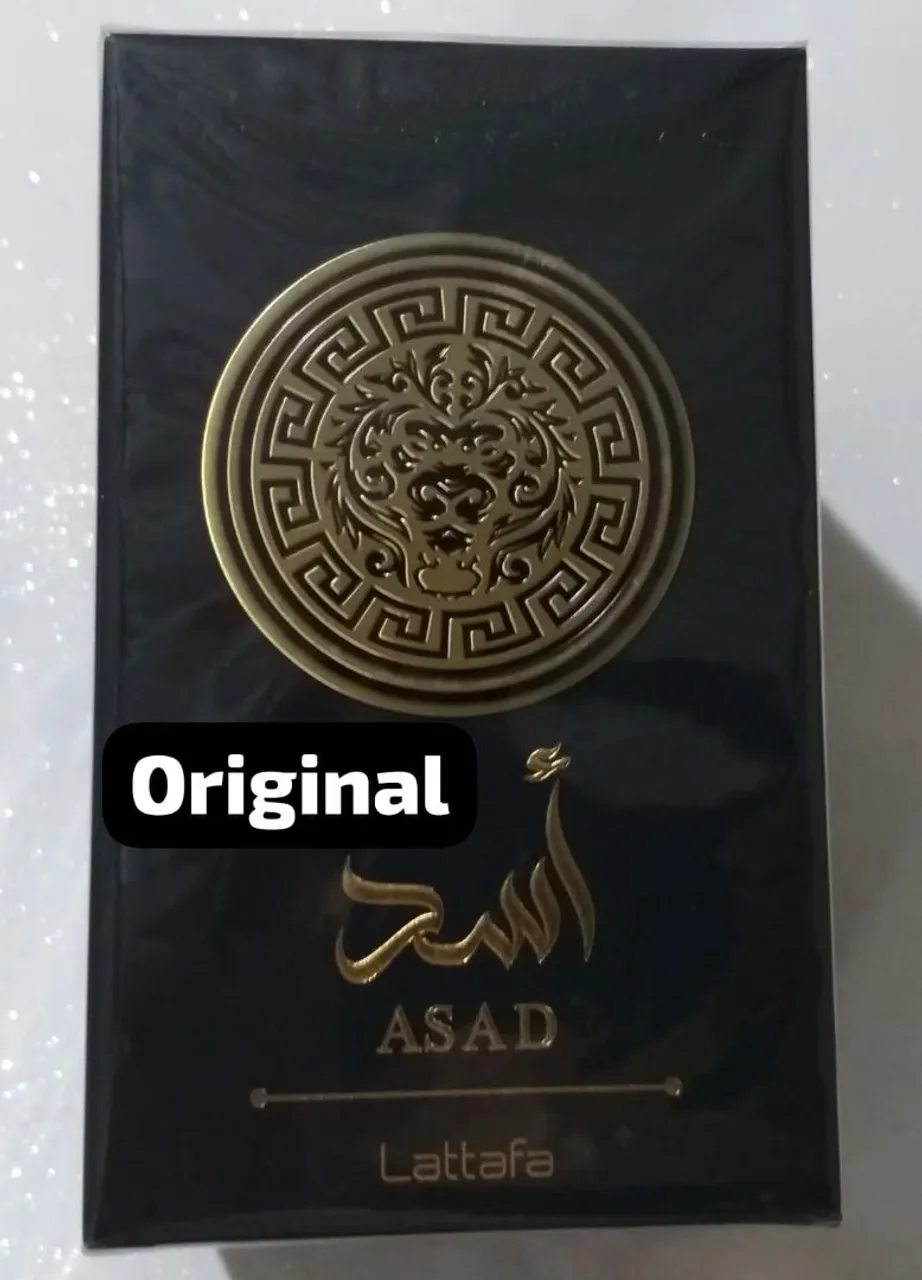 Original
أسد
ASAD
Lattafa